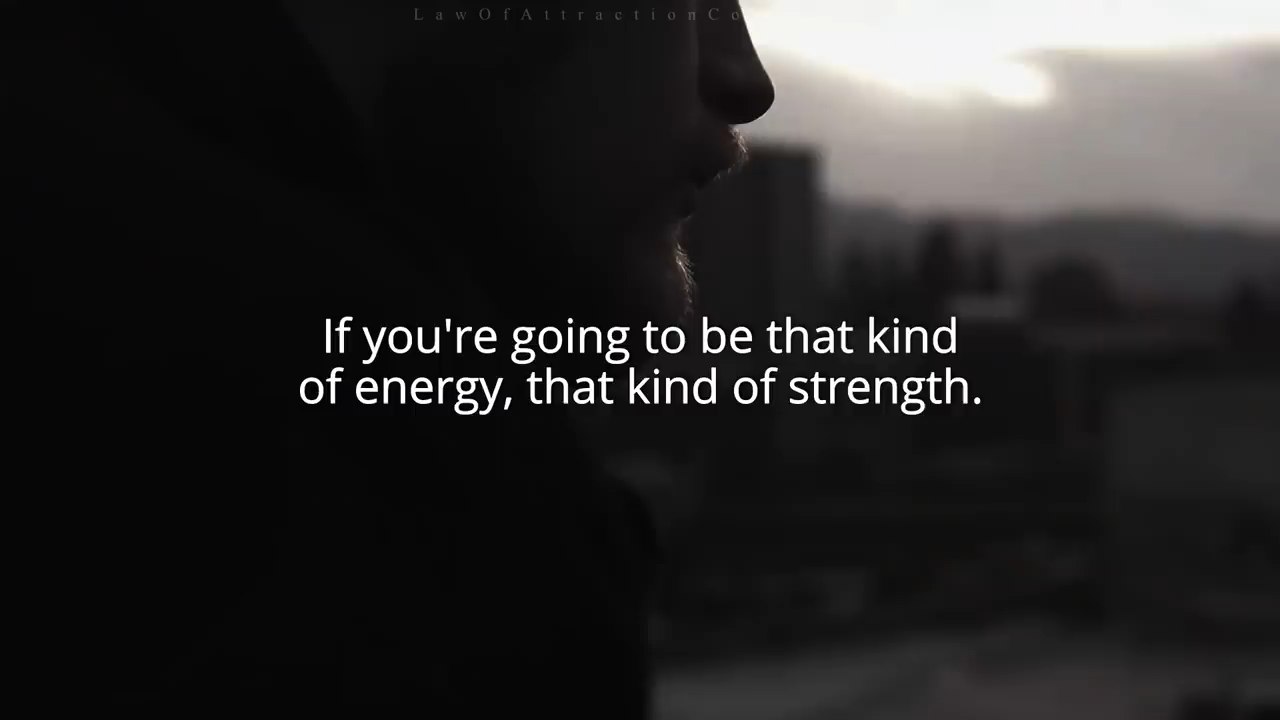 LawOfAttractionCo
If you're going to be that kind
of energy, that kind of strength.